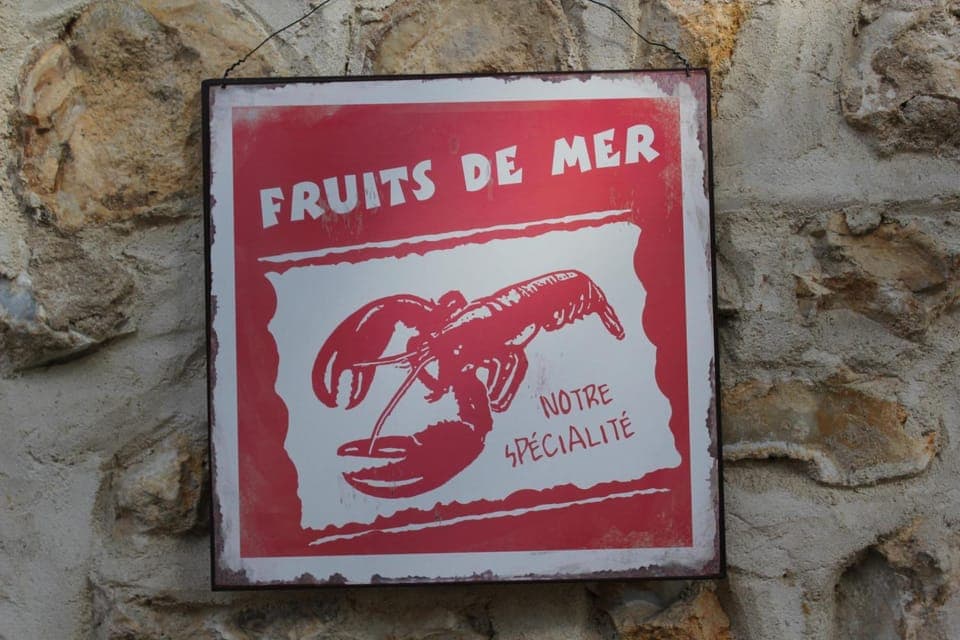 FRUITS DE MER
NOTRE
SPÉCIALITÉ